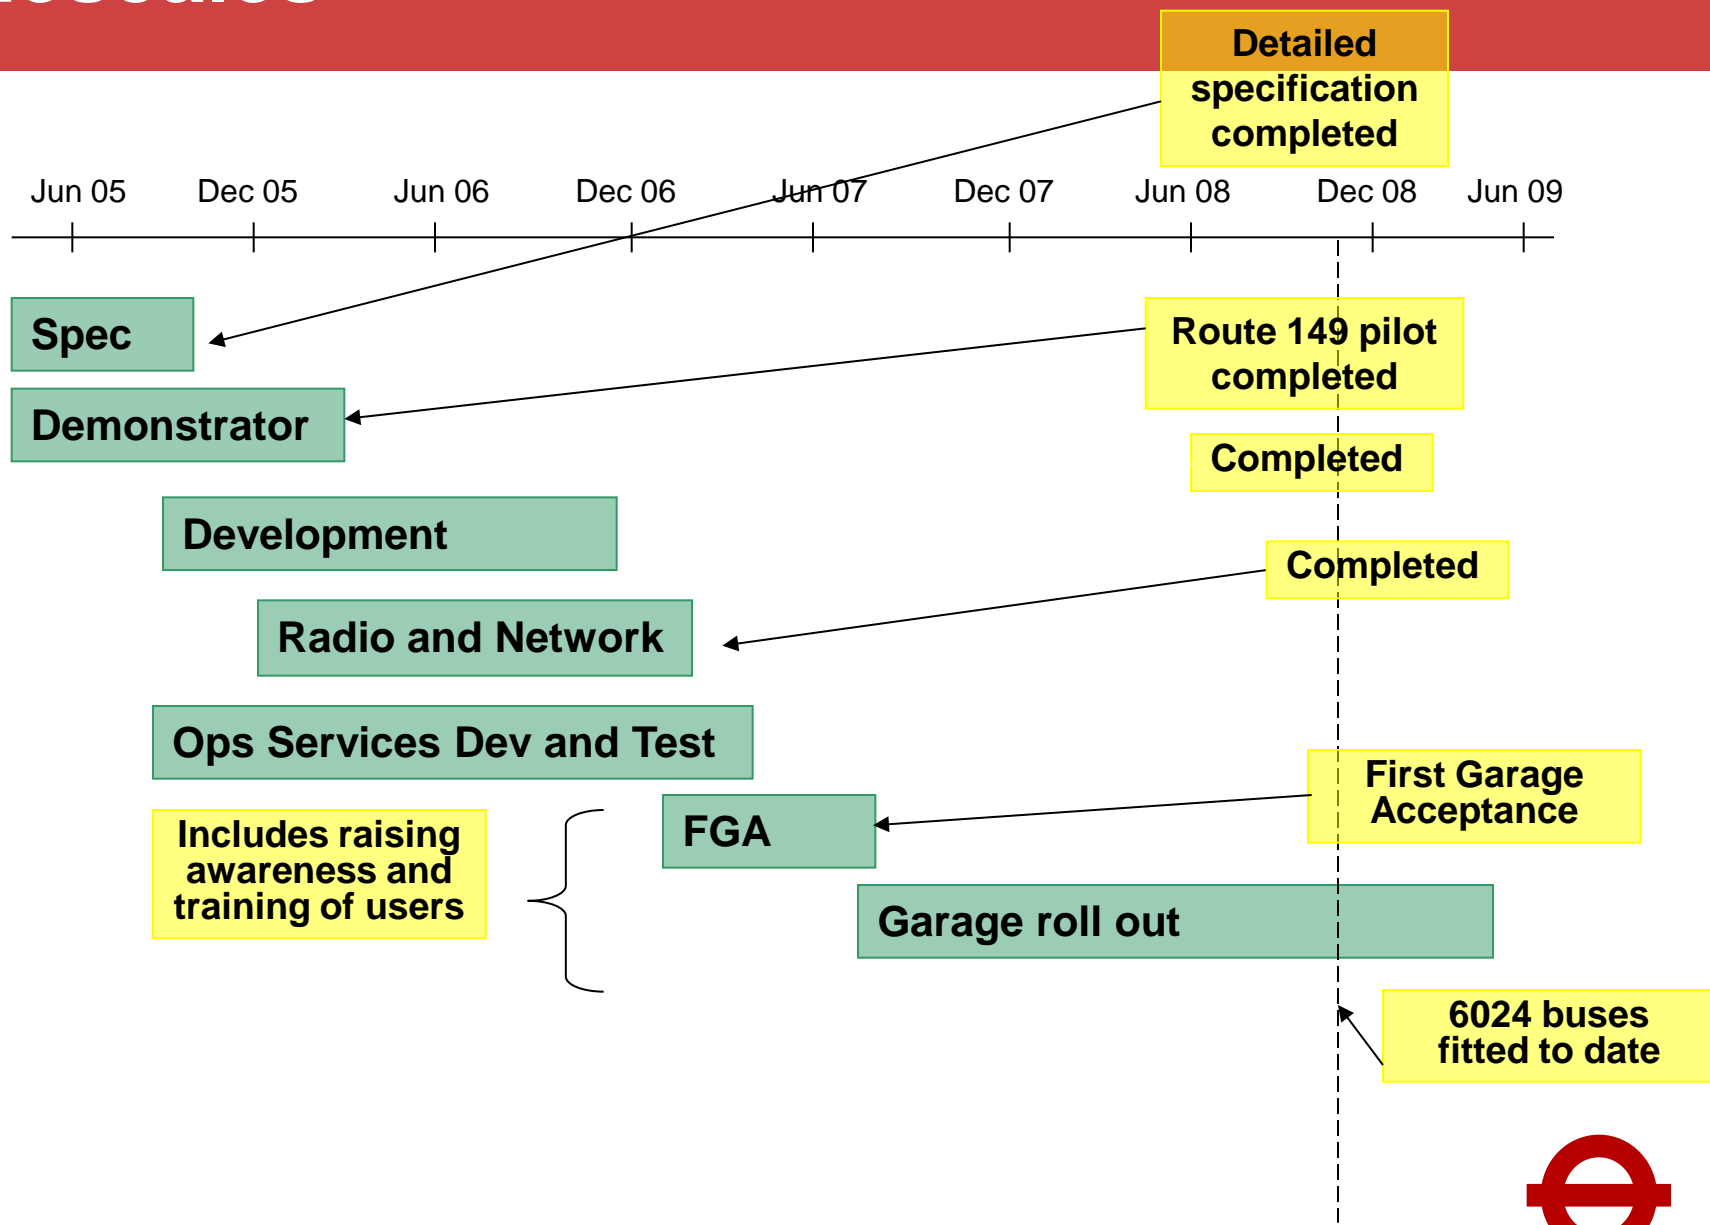 Detailed
specification
completed
Jun 05 Dec 05 Jun 06 Dec 06 Jun 07 Dec 07 Jun 08 Dec 08 Jun 09
Spec
Route 149 pilot
completed
Demonstrator
Completed
Development
Completed
Radio and Network
Ops Services Dev and Test
First Garage
Acceptance
FGA
Includes raising
awareness and
training of users
Garage roll out
6024 buses
fitted to date